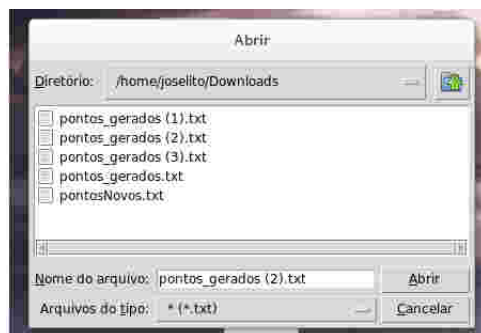 Abrir
Diretório: /home/joselito/Downloads
pontos_gerados (1).txt
pontos_gerados (2).txt
pontos_gerados (3).txt
pontos_gerados.txt
pontosNovos.txt
Nome do arquivo: pontos_gerados (2).txt Abrir
Arquivos do tipo: * (*.txt) Cancelar